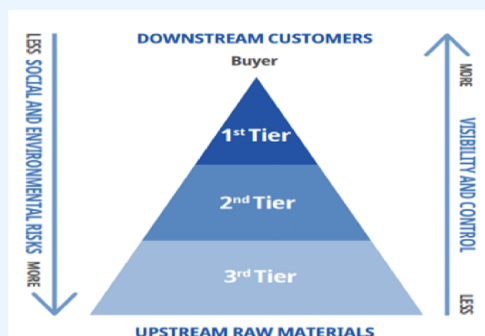 DOWNSTREAM CUSTOMERS
Buyer
LESS SOCIAL AND ENVIRONMENTAL RISKS MORE
1st Tier
2nd Tier
3rd Tier
MORE VISIBILITY AND CONTROL LESS
UPSTREAM RAW MATERIALS